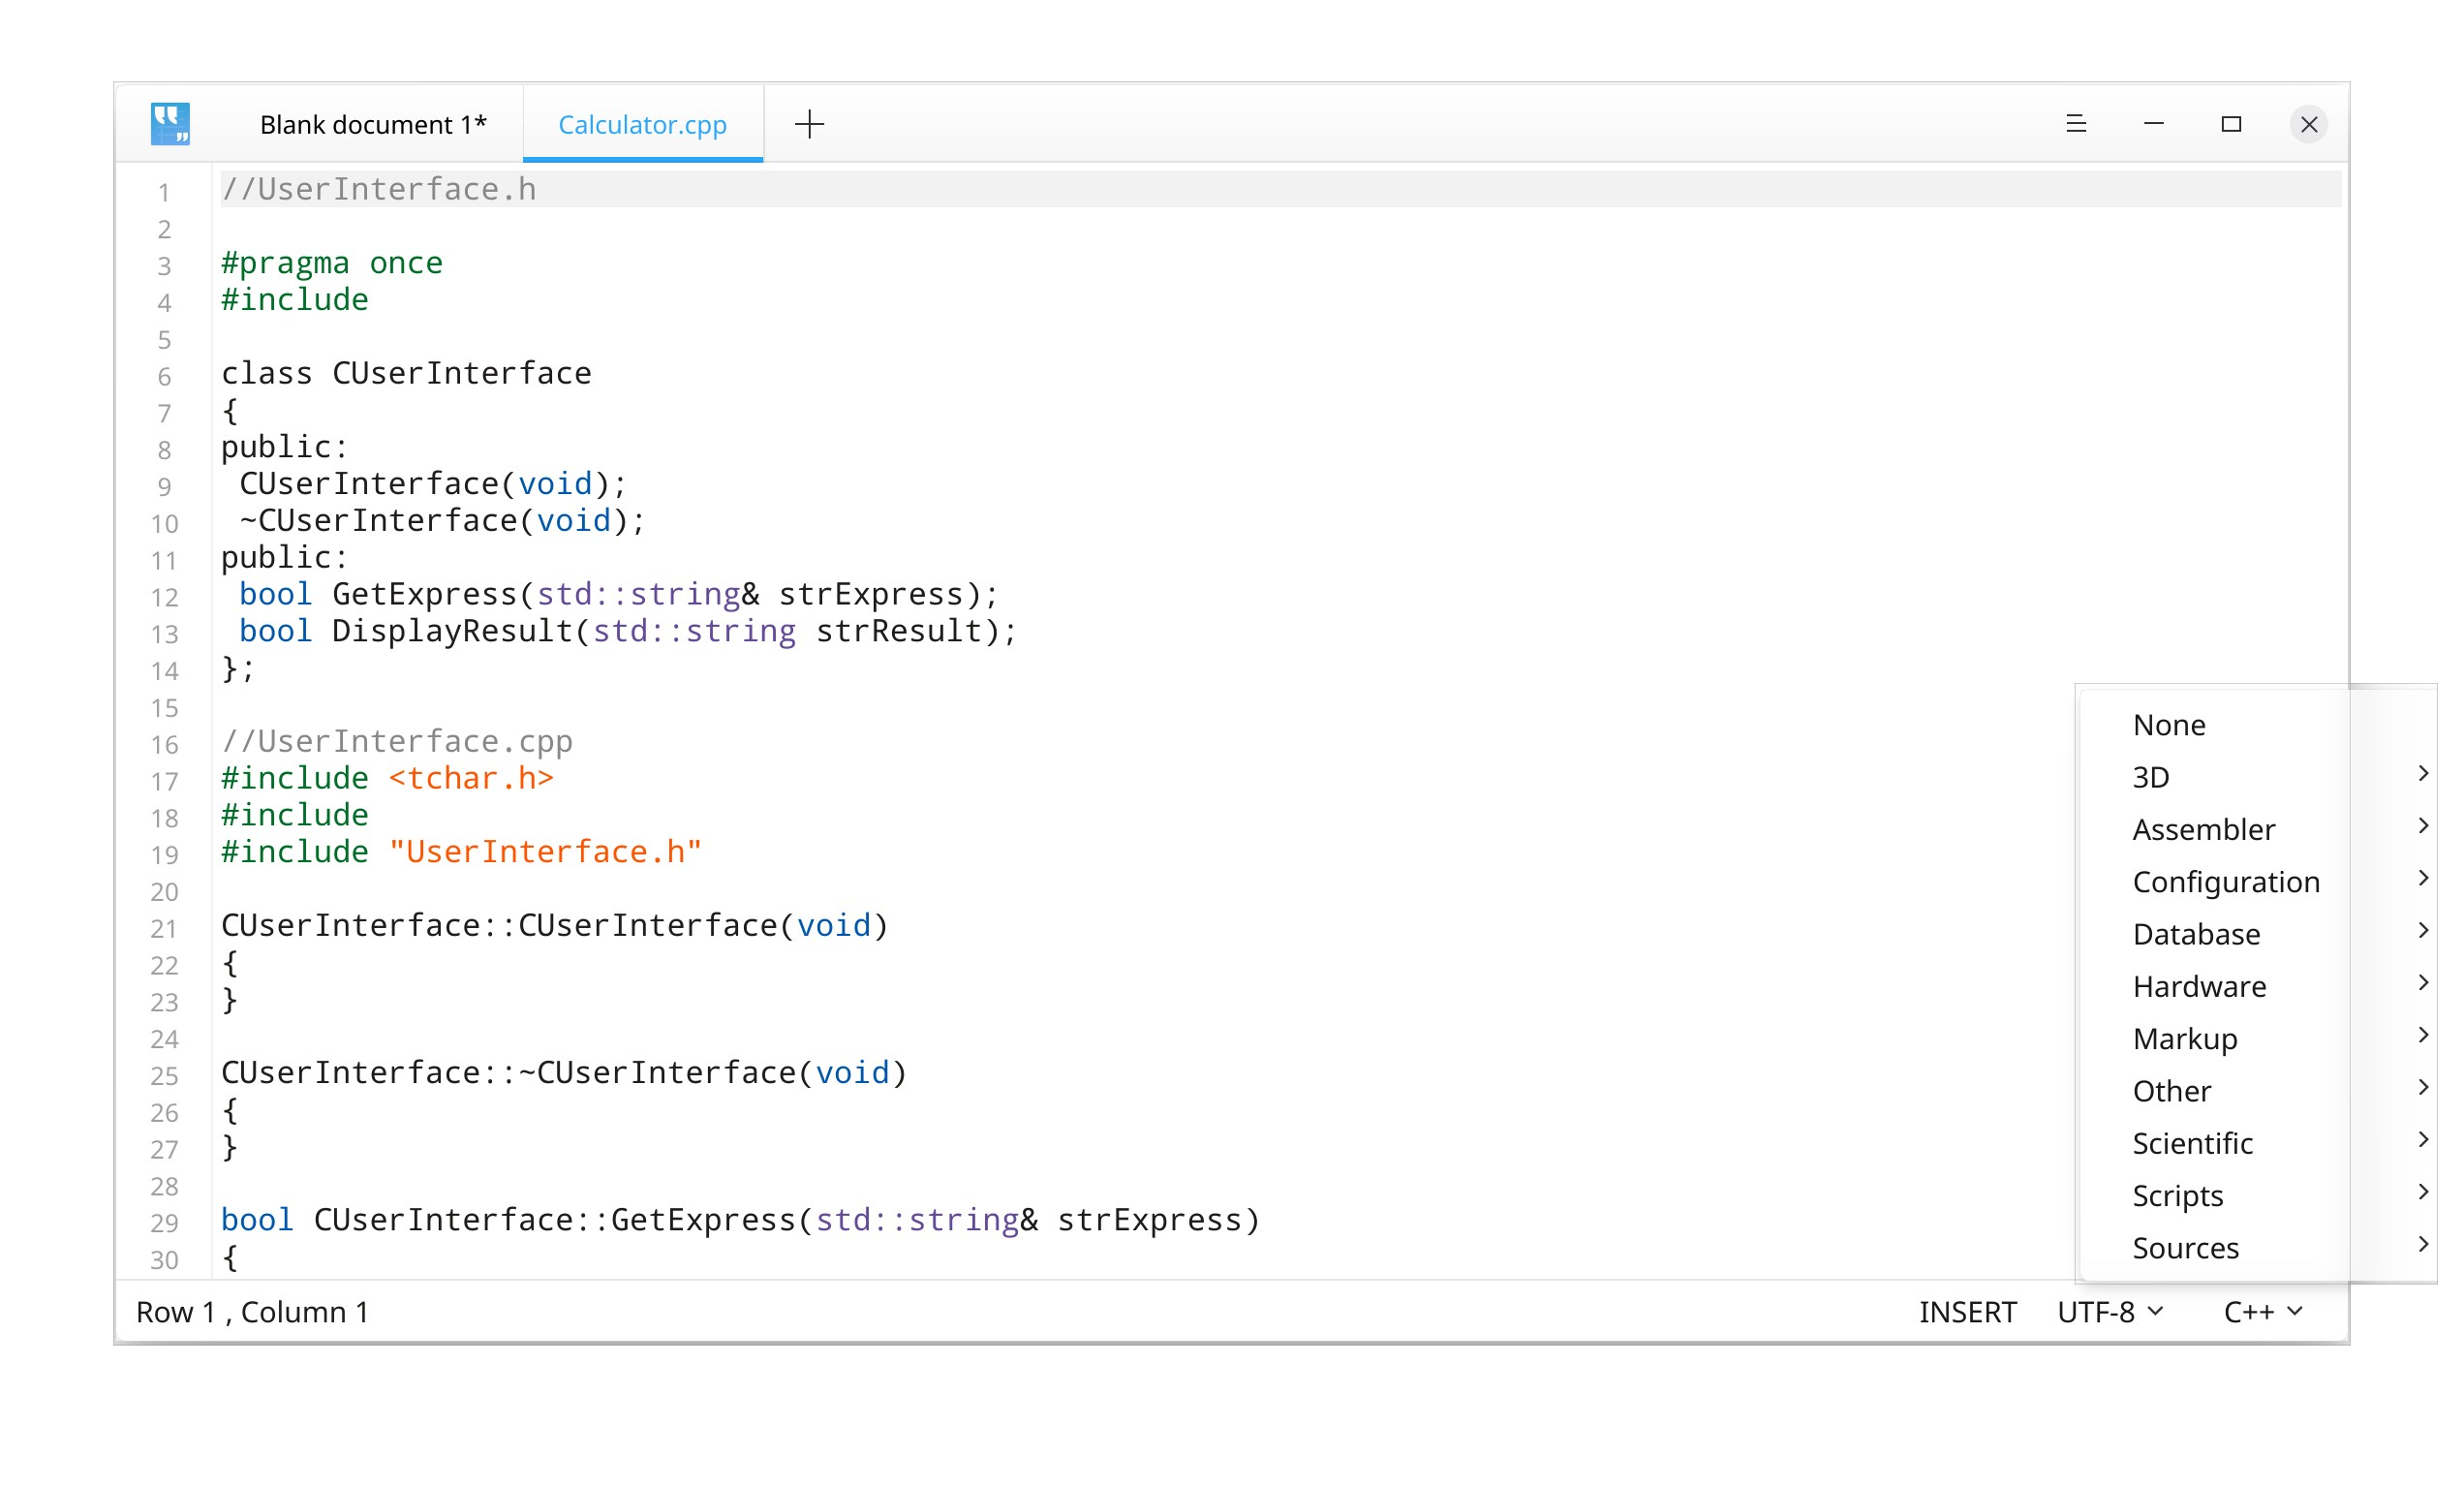 Blank document 1*
Calculator.cpp
1 //UserInterface.h
2
3 #pragma once
4 #include
5
6 class CUserInterface
7 {
8 public:
9  CUserInterface(void);
10  ~CUserInterface(void);
11 public:
12  bool GetExpress(std::string& strExpress);
13  bool DisplayResult(std::string strResult);
14 };
15
16 //UserInterface.cpp
17 #include <tchar.h>
18 #include
19 #include "UserInterface.h"
20
21 CUserInterface::CUserInterface(void)
22 {
23 }
24
25 CUserInterface::~CUserInterface(void)
26 {
27 }
28
29 bool CUserInterface::GetExpress(std::string& strExpress)
30 {
None
3D
Assembler
Configuration
Database
Hardware
Markup
Other
Scientific
Scripts
Sources
Row 1 , Column 1
INSERT
UTF-8
C++